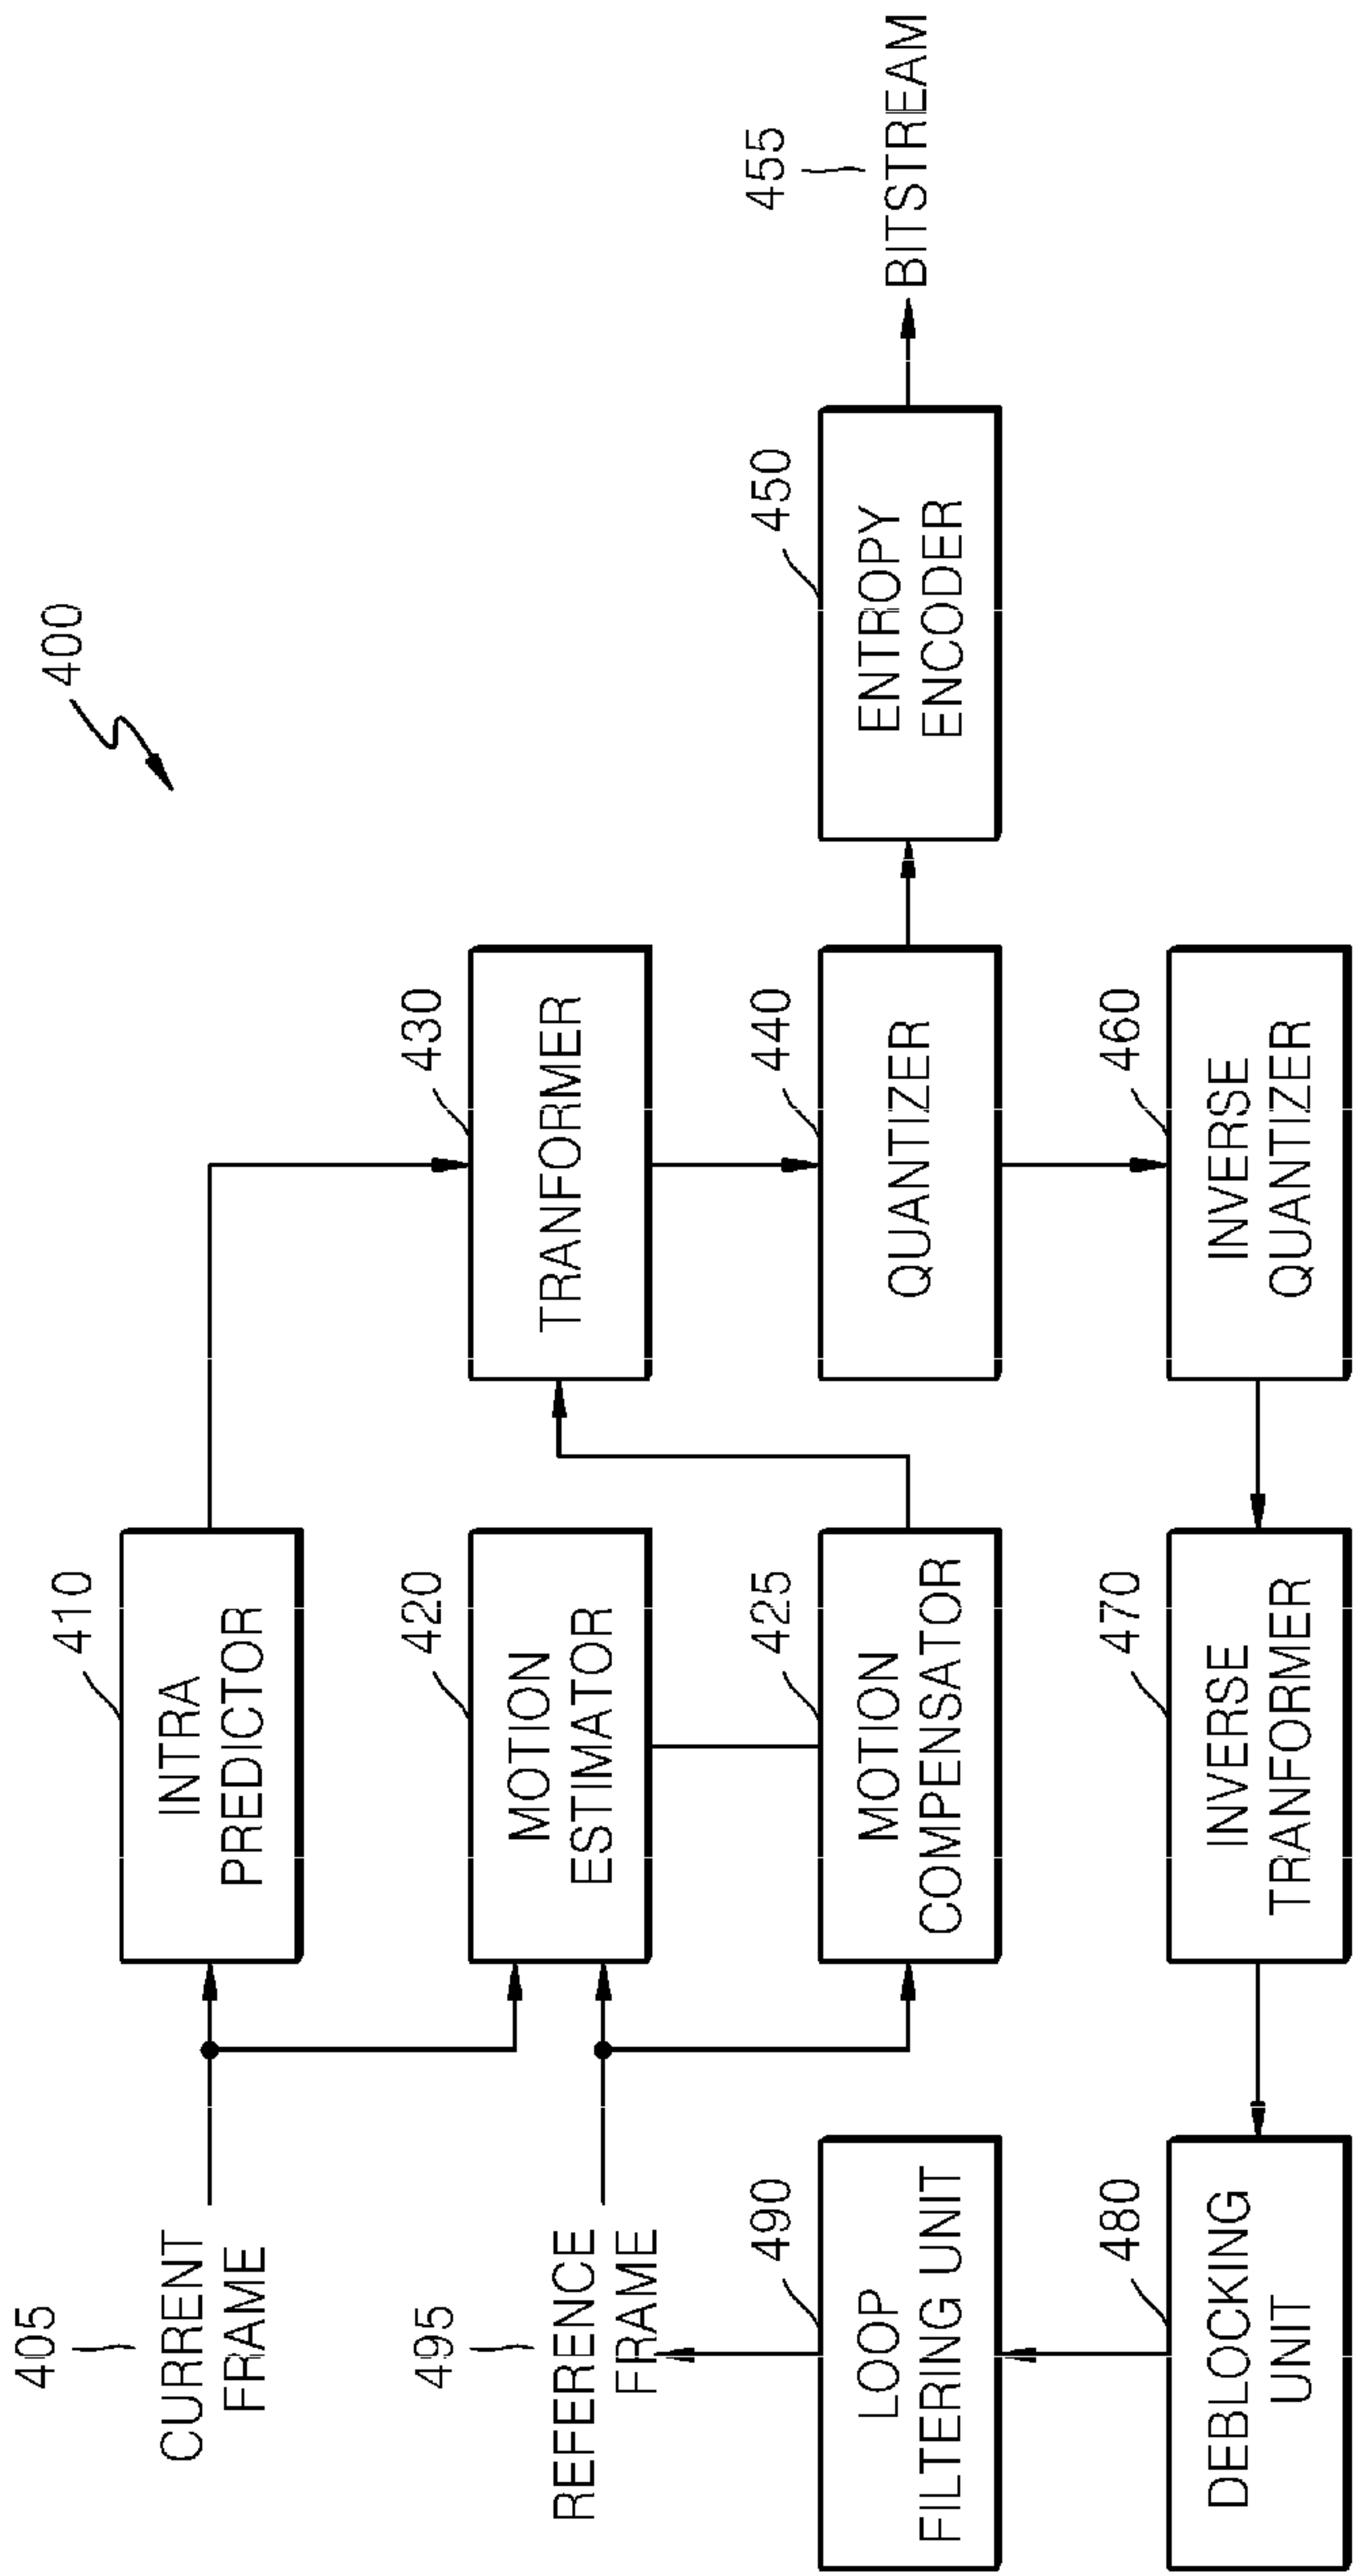 400
405
CURRENT
FRAME
410
INTRA
PREDICTOR
495
REFERENCE
FRAME
420
MOTION
ESTIMATOR
430
TRANFORMER
490
LOOP
FILTERING UNIT
425
MOTION
COMPENSATOR
440
QUANTIZER
450
ENTROPY
ENCODER
455
BITSTREAM
480
DEBLOCKING
UNIT
470
INVERSE
TRANFORMER
460
INVERSE
QUANTIZER